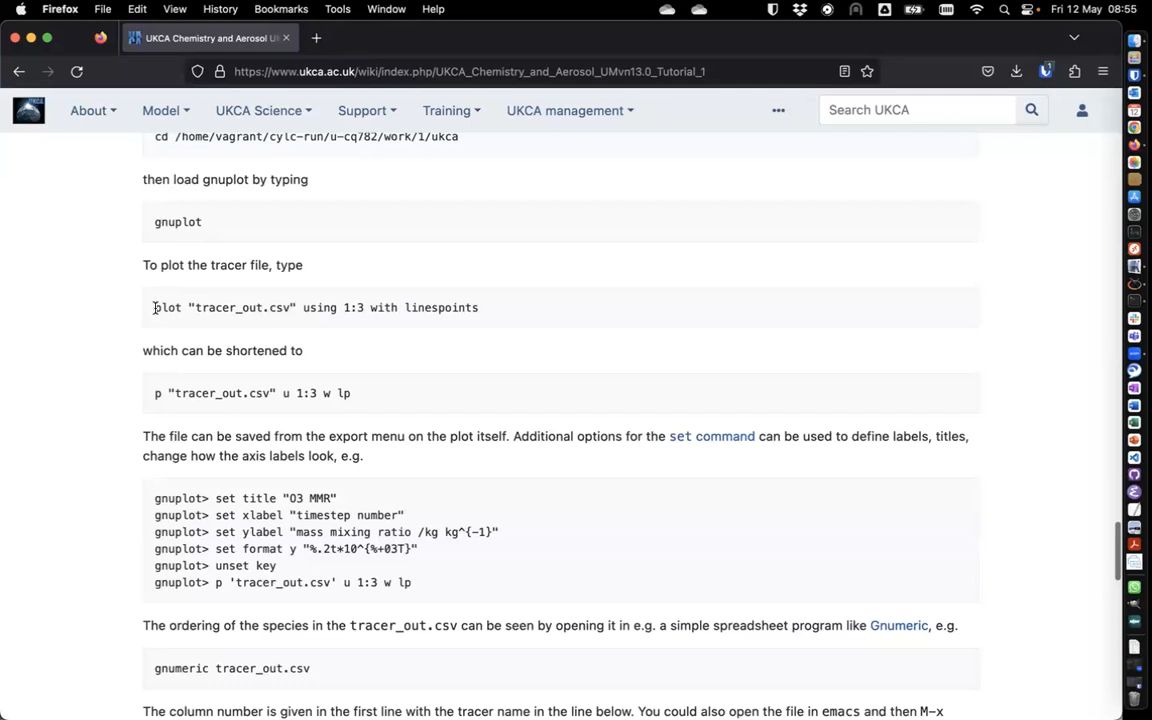 Firefox File Edit View History Bookmarks Tools Window Help Fri 12 May 08:55
UKCA Chemistry and Aerosol U
https://www.ukca.ac.uk/wiki/index.php/UKCA_Chemistry_and_Aerosol_UMvn13.0_Tutorial_1
About Model UKCA Science Support Training UKCA management Search UKCA
cd /home/vagrant/cylc-run/u-cq782/work/1/ukca
then load gnuplot by typing
gnuplot
To plot the tracer file, type
plot "tracer_out.csv" using 1:3 with linespoints
which can be shortened to
p "tracer_out.csv" u 1:3 w lp
The file can be saved from the export menu on the plot itself. Additional options for the set command can be used to define labels, titles,
change how the axis labels look, e.g.
gnuplot> set title "O3 MMR"
gnuplot> set xlabel "timestep number"
gnuplot> set ylabel "mass mixing ratio /kg kg^{-1}"
gnuplot> set format y "%.2t*10^{%+03T}"
gnuplot> unset key
gnuplot> p 'tracer_out.csv' u 1:3 w lp
The ordering of the species in the tracer_out.csv can be seen by opening it in e.g. a simple spreadsheet program like Gnumeric, e.g.
gnumeric tracer_out.csv
The column number is given in the first line with the tracer name in the line below. You could also open the file in emacs and then M-x